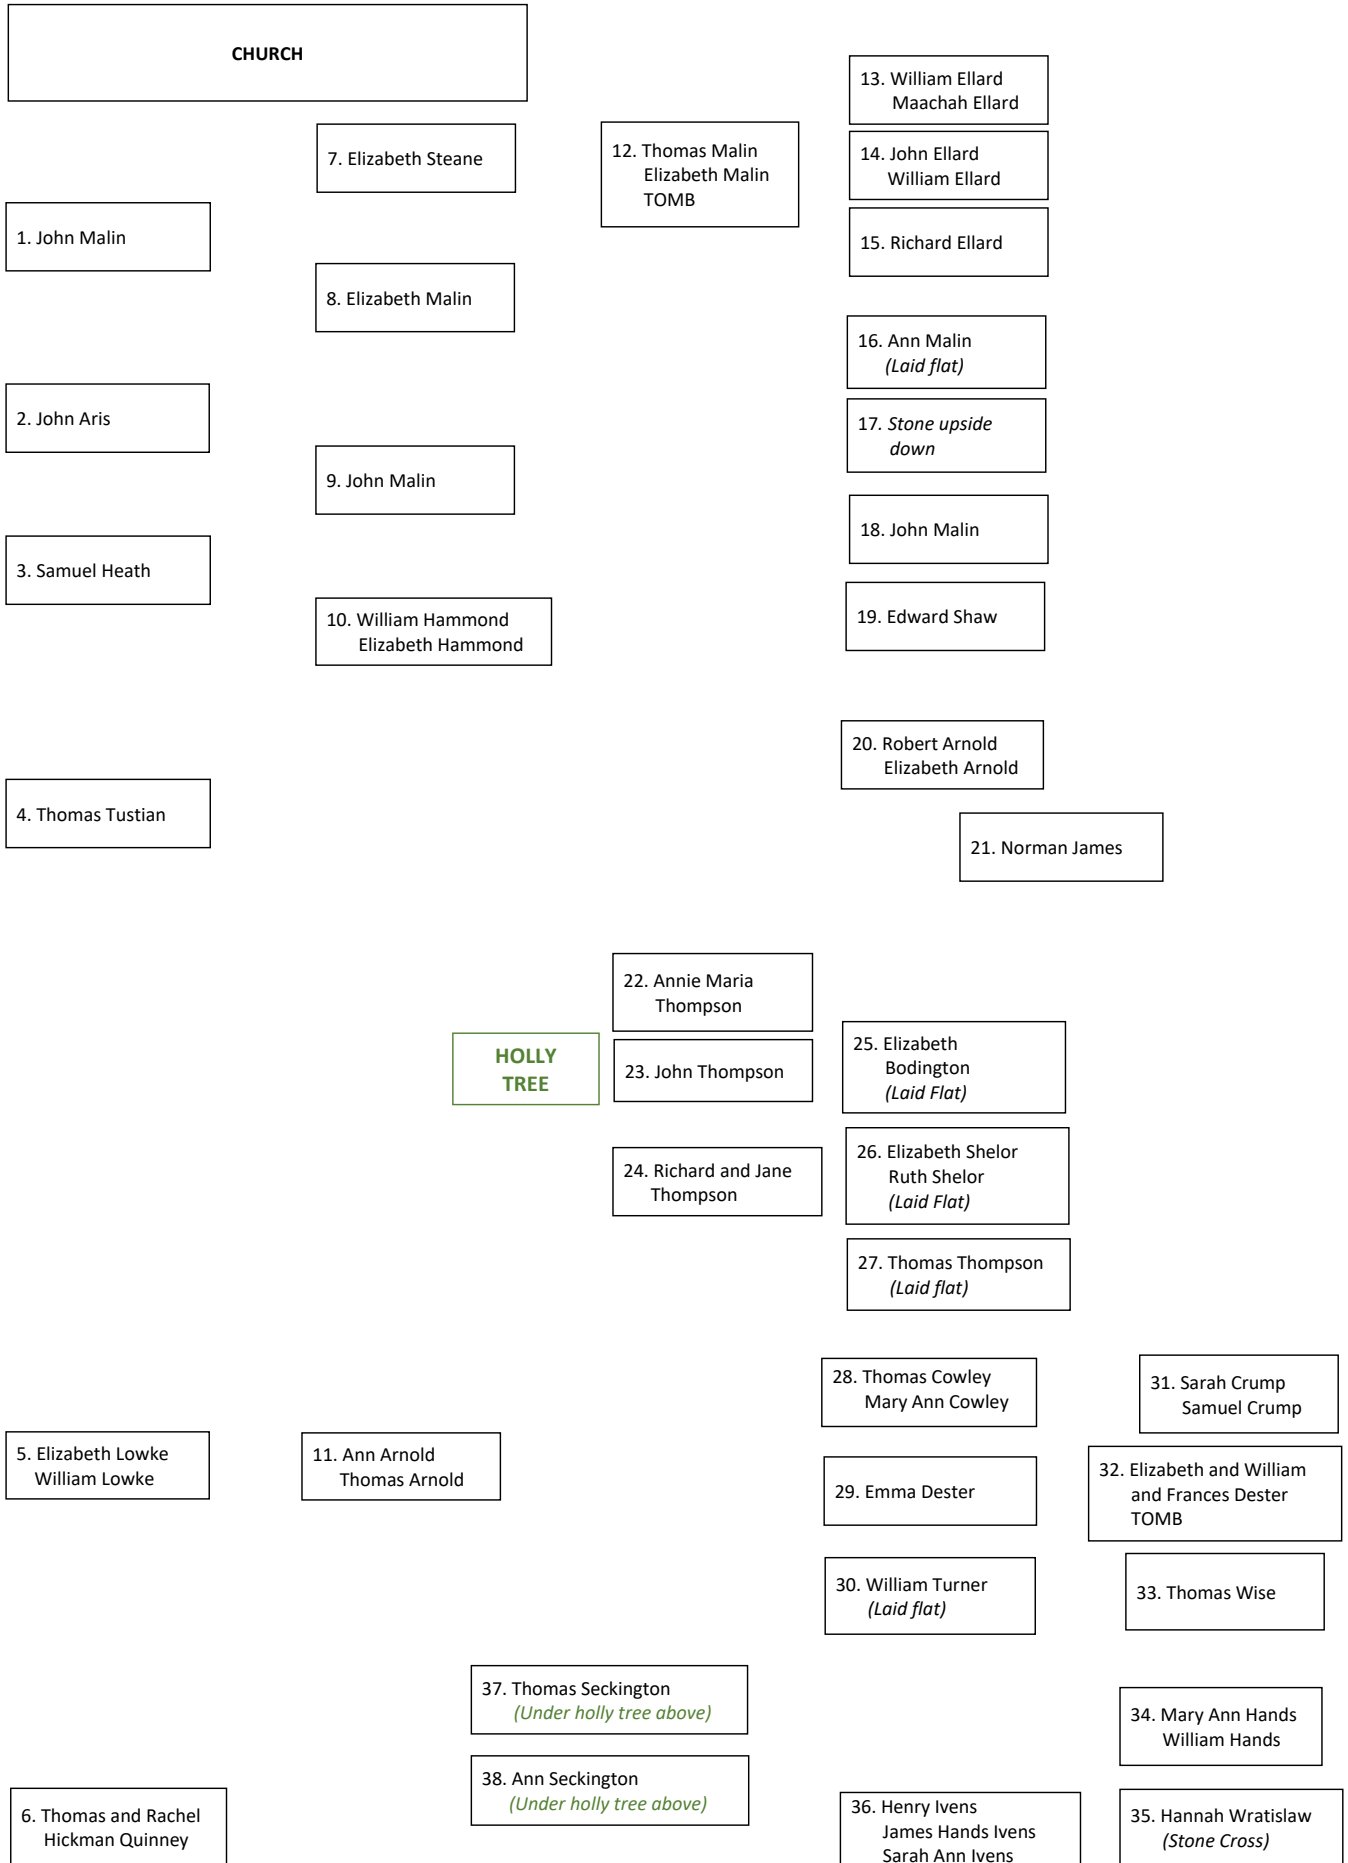 CHURCH
1. John Malin
2. John Aris
3. Samuel Heath
4. Thomas Tustian
5. Elizabeth Lowke
William Lowke
6. Thomas and Rachel
Hickman Quinney
7. Elizabeth Steane
8. Elizabeth Malin
9. John Malin
10. William Hammond
Elizabeth Hammond
11. Ann Arnold
Thomas Arnold
12. Thomas Malin
Elizabeth Malin
TOMB
13. William Ellard
Maachah Ellard
14. John Ellard
William Ellard
15. Richard Ellard
16. Ann Malin
(Laid flat)
17. Stone upside
down
18. John Malin
19. Edward Shaw
20. Robert Arnold
Elizabeth Arnold
21. Norman James
HOLLY
TREE
22. Annie Maria
Thompson
23. John Thompson
24. Richard and Jane
Thompson
25. Elizabeth
Bodington
(Laid Flat)
26. Elizabeth Shelor
Ruth Shelor
(Laid Flat)
27. Thomas Thompson
(Laid flat)
28. Thomas Cowley
Mary Ann Cowley
29. Emma Dester
30. William Turner
(Laid flat)
31. Sarah Crump
Samuel Crump
32. Elizabeth and William
and Frances Dester
TOMB
33. Thomas Wise
34. Mary Ann Hands
William Hands
35. Hannah Wratislaw
(Stone Cross)
36. Henry Ivens
James Hands Ivens
Sarah Ann Ivens
37. Thomas Seckington
(Under holly tree above)
38. Ann Seckington
(Under holly tree above)